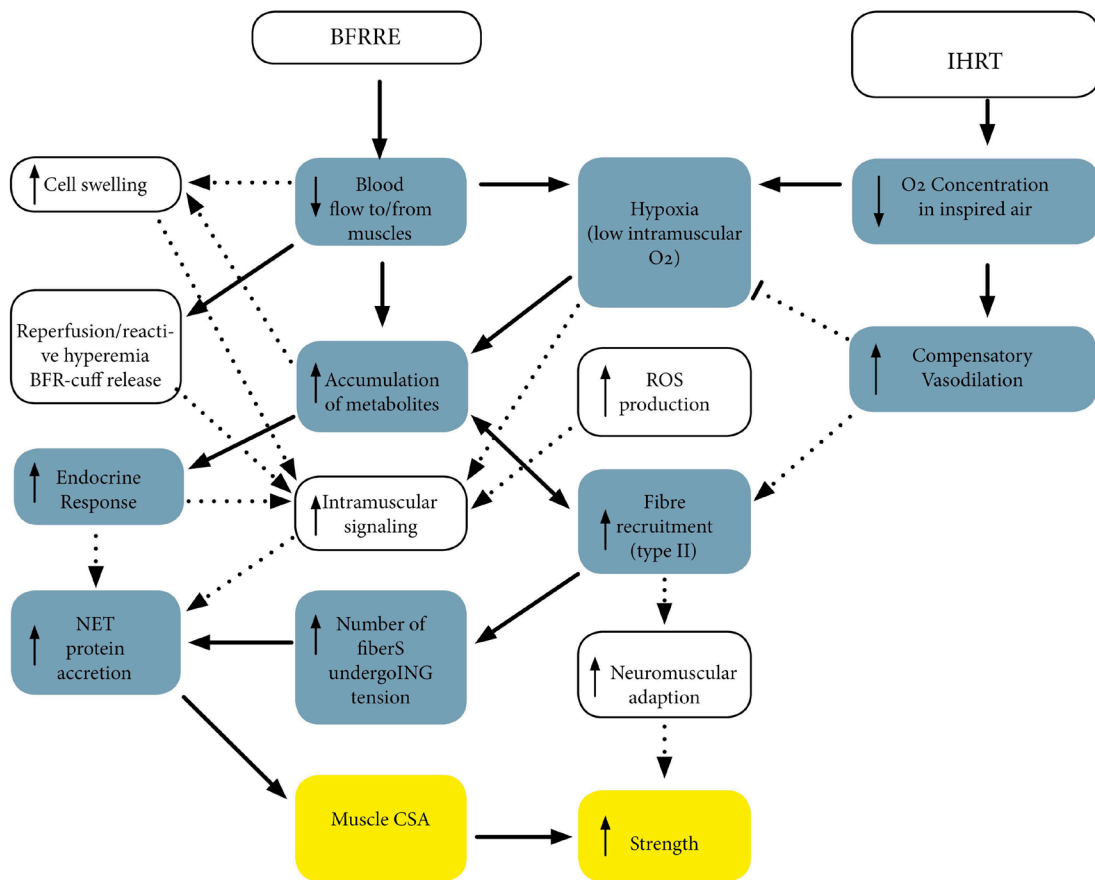 BFRRE
IHRT
Cell swelling
Blood
flow to/from
muscles
Hypoxia
(low intramuscular
O2)
O2 Concentration
in inspired air
Reperfusion/reacti-
ve hyperemia
BFR-cuff release
Accumulation
of metabolites
ROS
production
Compensatory
Vasodilation
Endocrine
Response
Intramuscular
signaling
Fibre
recruitment
(type II)
NET
protein
accretion
Number of
fiberS
undergoING
tension
Neuromuscular
adaption
Muscle CSA
Strength